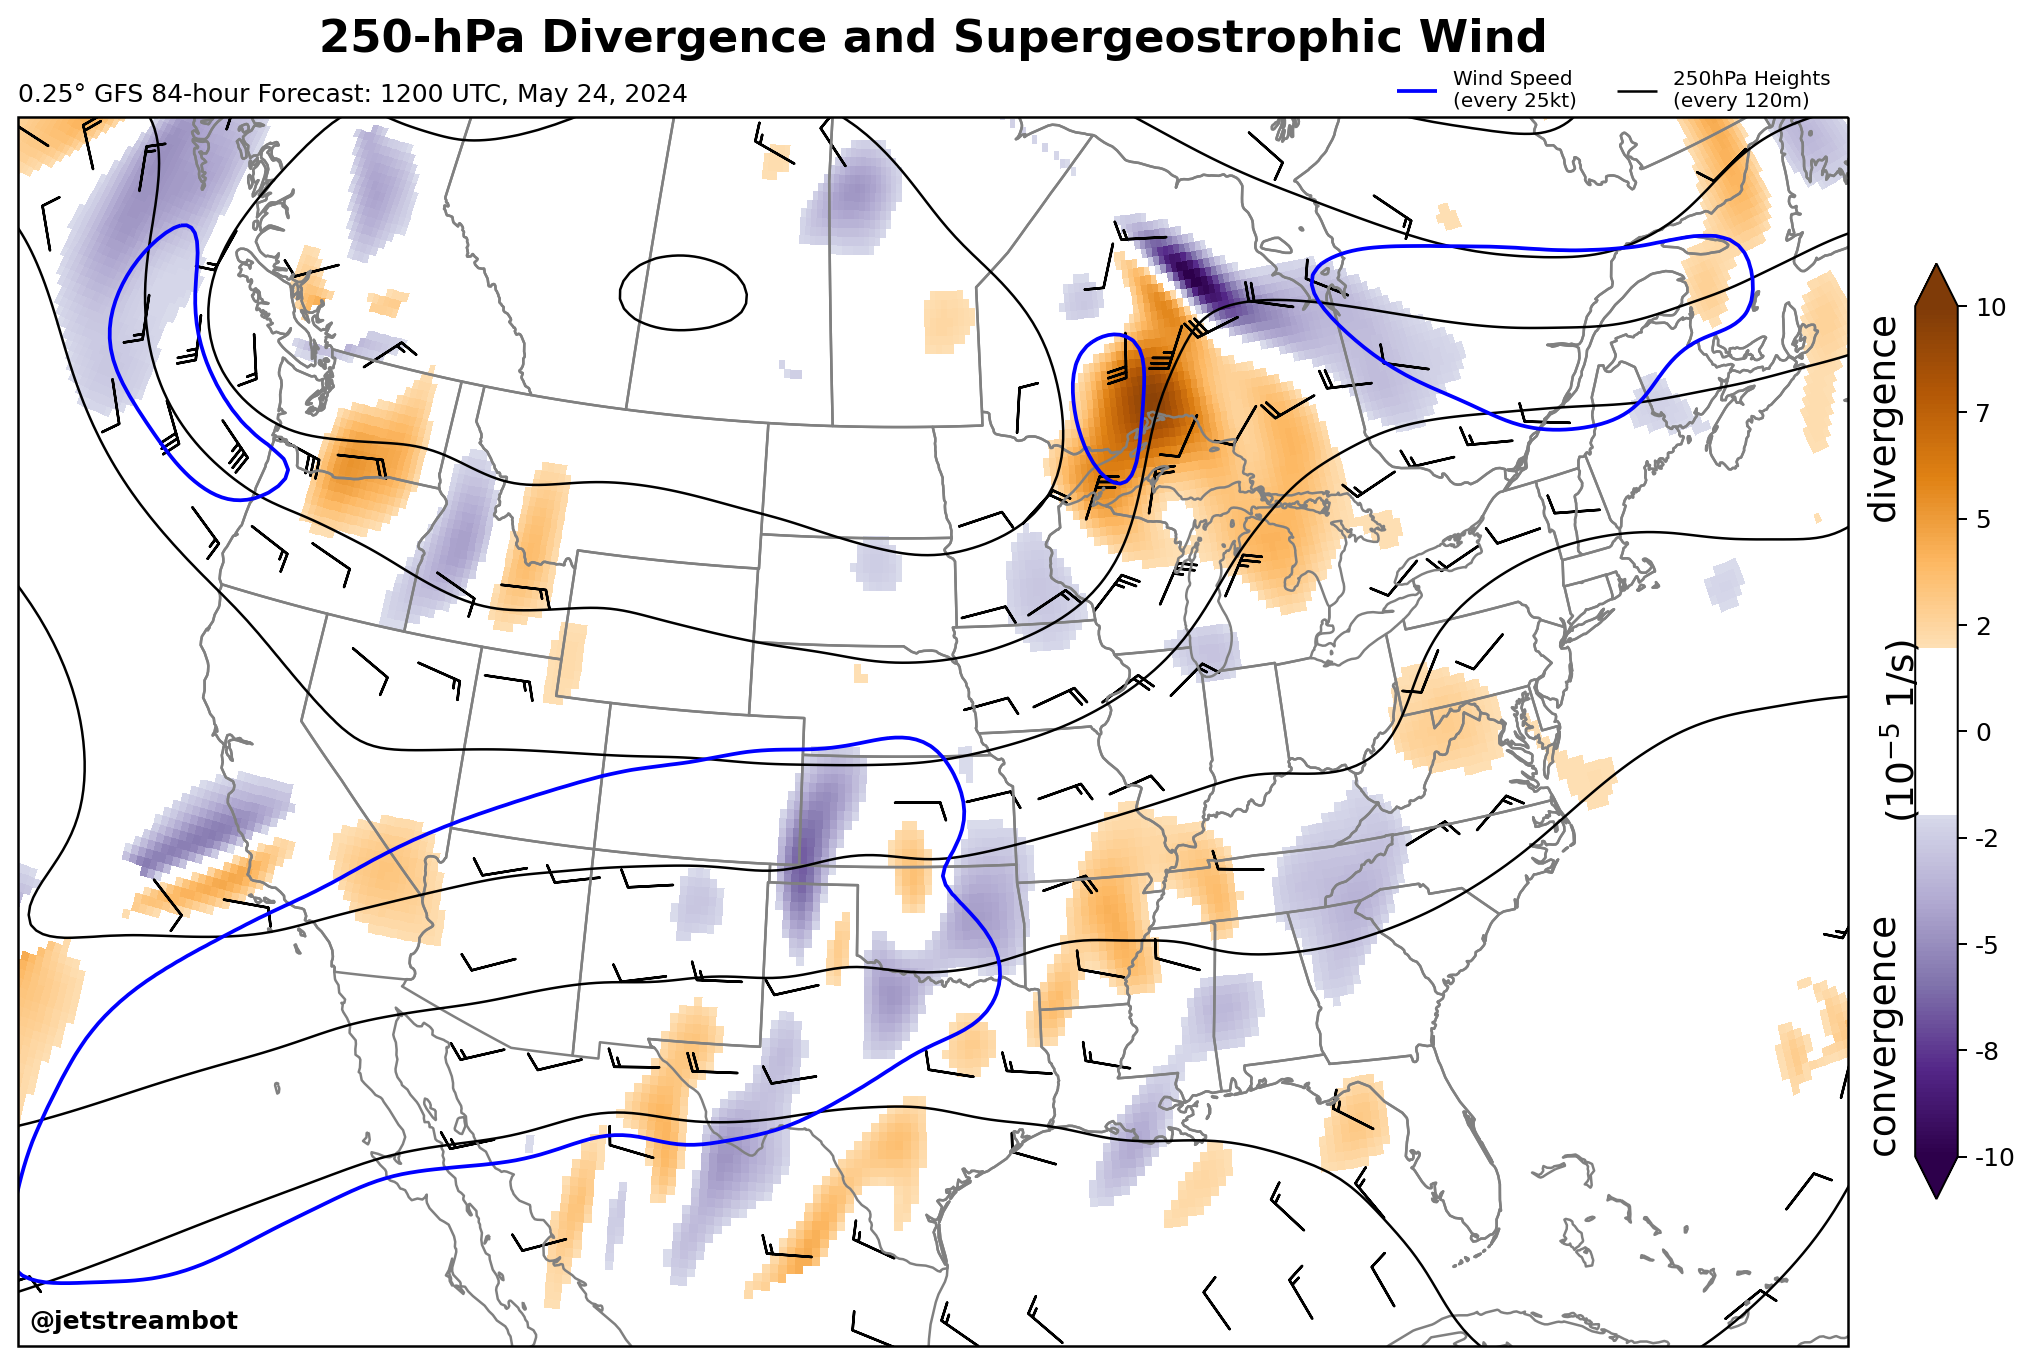 250-hPa Divergence and Supergeostrophic Wind
0.25° GFS 84-hour Forecast: 1200 UTC, May 24, 2024
Wind Speed
(every 25kt)
250hPa Heights
(every 120m)
divergence
(10⁻⁵ 1/s)
convergence
10
7
5
2
0
-2
-5
-8
-10
@jetstreambot